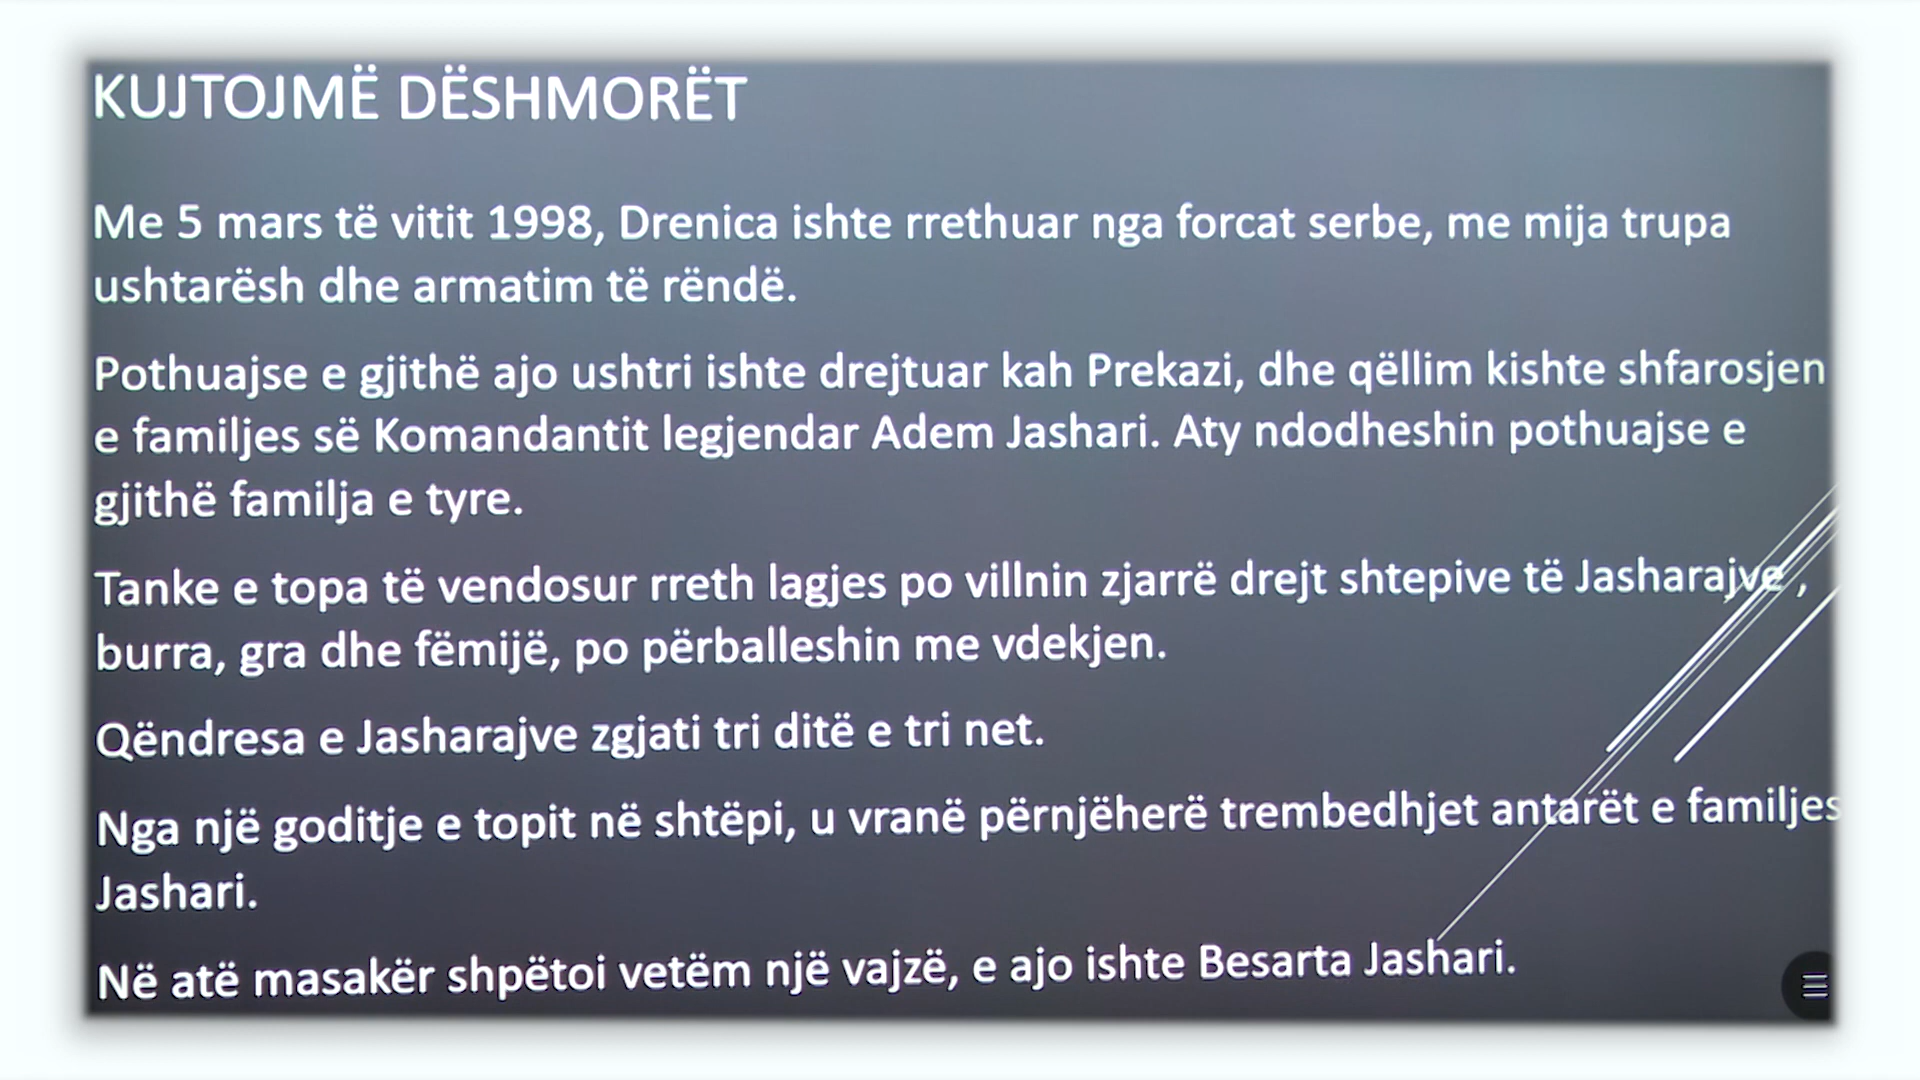 KUJTOJMË DËSHMORËT
Me 5 mars të vitit 1998, Drenica ishte rrethuar nga forcat serbe, me mija trupa
ushtarësh dhe armatim të rëndë.
Pothuajse e gjithë ajo ushtri ishte drejtuar kah Prekazi, dhe qëllim kishte shfarosjen
e familjes së Komandantit legjendar Adem Jashari. Aty ndodheshin pothuajse e
gjithë familja e tyre.
Tanke e topa të vendosur rreth lagjes po villnin zjarrë drejt shtepive të Jasharajve ,
burra, gra dhe fëmijë, po përballeshin me vdekjen.
Qëndresa e Jasharajve zgjati tri ditë e tri net.
Nga një goditje e topit në shtëpi, u vranë përnjëherë trembedhjet antarët e familjes
Jashari.
Në atë masakër shpëtoi vetëm një vajzë, e ajo ishte Besarta Jashari.